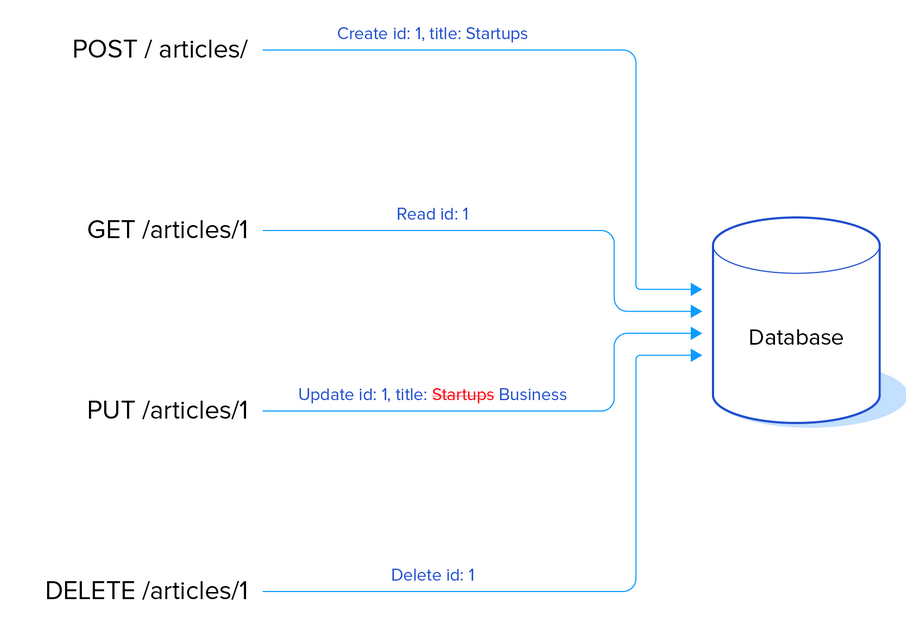 POST / articles/
Create id: 1, title: Startups
GET /articles/1
Read id: 1
Database
PUT /articles/1
Update id: 1, title: Startups Business
DELETE /articles/1
Delete id: 1